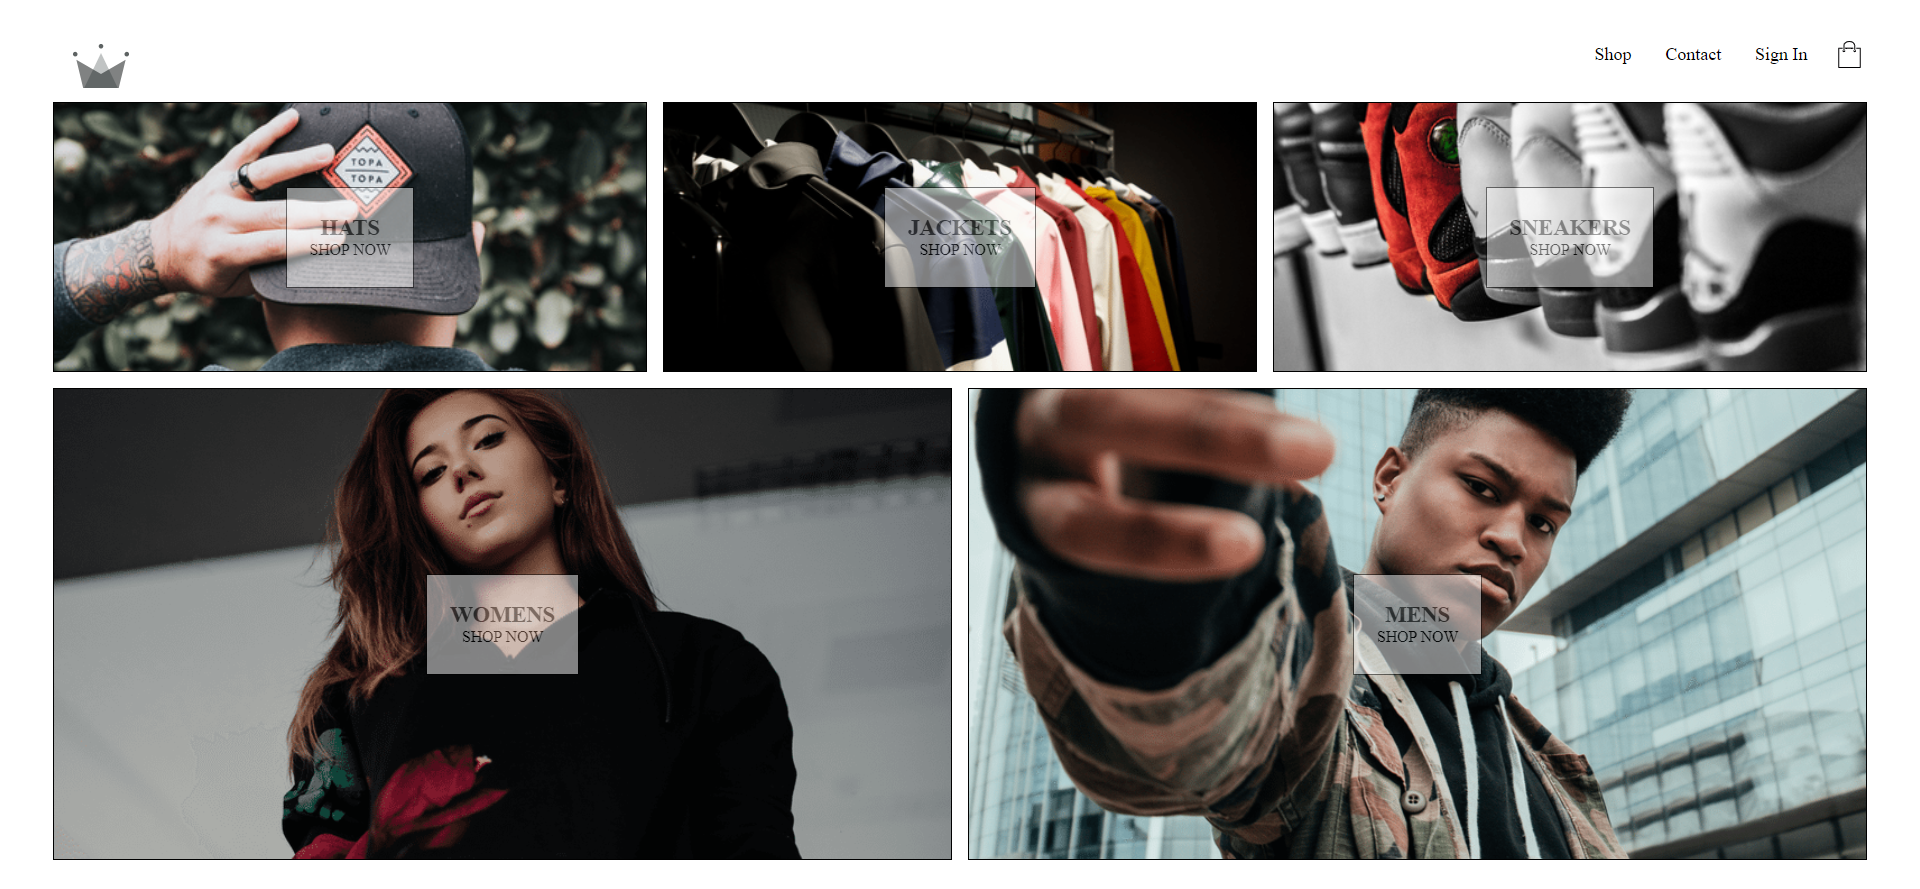 Shop Contact Sign In
TOPA
TOPA
HATS
SHOP NOW
JACKETS
SHOP NOW
SNEAKERS
SHOP NOW
WOMENS
SHOP NOW
MENS
SHOP NOW